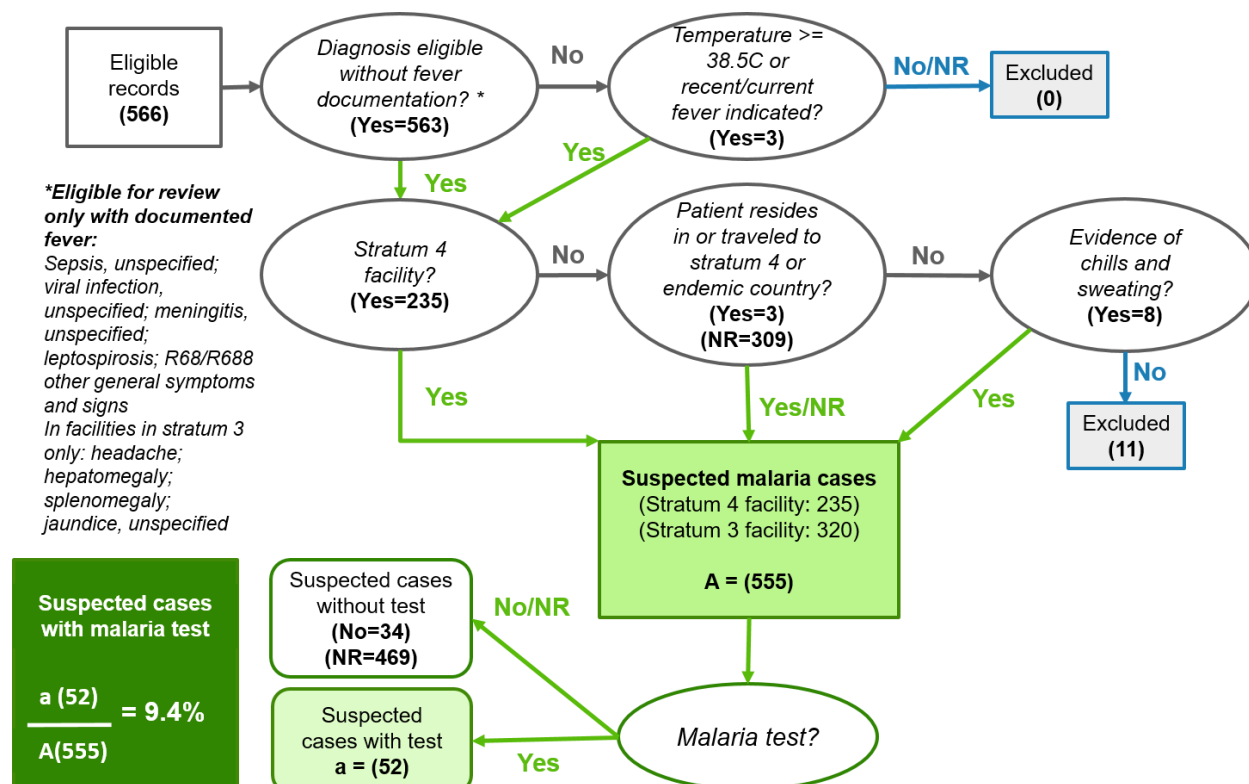 Eligible
records
(566)
Diagnosis eligible
without fever
documentation? *
(Yes=563)
No
Temperature >=
38.5C or
recent/current
fever indicated?
(Yes=3)
No/NR
Excluded
(0)
Yes
Yes
*Eligible for review
only with documented
fever:
Sepsis, unspecified;
viral infection,
unspecified; meningitis,
unspecified;
leptospirosis; R68/R688
other general symptoms
and signs
In facilities in stratum 3
only: headache;
hepatomegaly;
splenomegaly;
jaundice, unspecified
Stratum 4
facility?
(Yes=235)
No
Patient resides
in or traveled to
stratum 4 or
endemic country?
(Yes=3)
(NR=309)
No
Evidence of
chills and
sweating?
(Yes=8)
Yes
Yes/NR
Yes
No
Excluded
(11)
Suspected malaria cases
(Stratum 4 facility: 235)
(Stratum 3 facility: 320)
A = (555)
Suspected cases
with malaria test
a (52)
= 9.4%
A(555)
Suspected cases
without test
(No=34)
(NR=469)
No/NR
Suspected
cases with test
a = (52)
Yes
Malaria test?